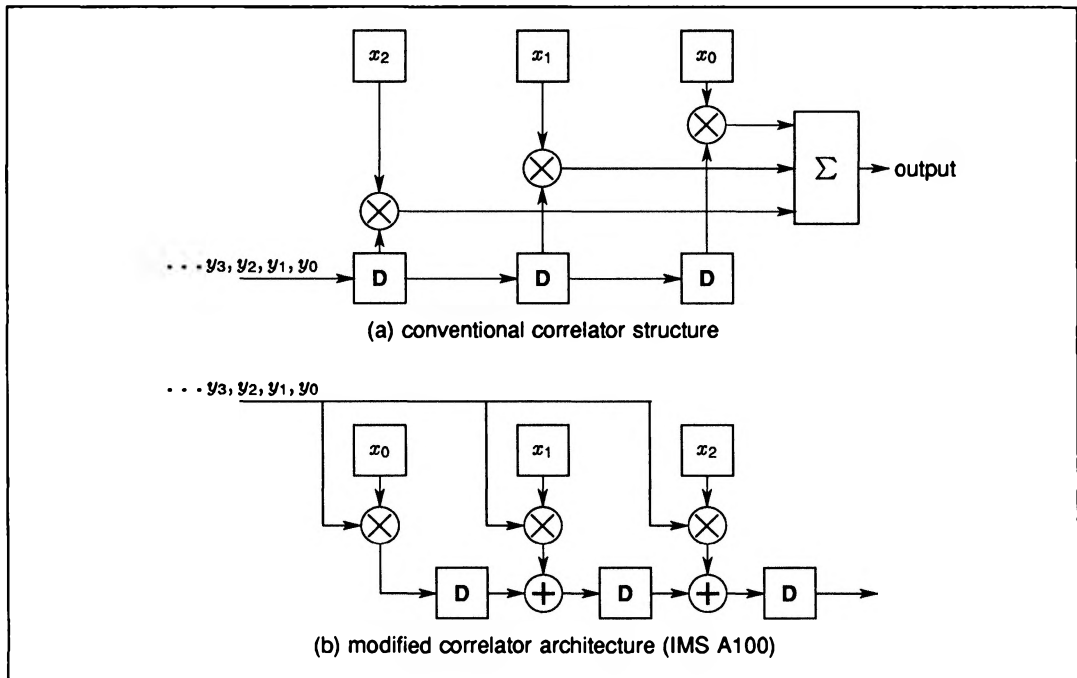 x₂ x₁ x₀
Σ output
· · · y₃, y₂, y₁, y₀
D D D
(a) conventional correlator structure
· · · y₃, y₂, y₁, y₀
x₀ x₁ x₂
D + D + D
(b) modified correlator architecture (IMS A100)